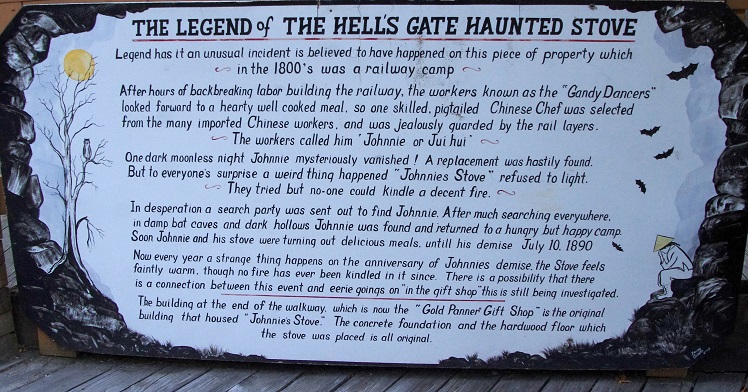 THE LEGEND of THE HELL'S GATE HAUNTED STOVE
Legend has it an unusual incident is believed to have happened on this piece of property which
in the 1800's was a railway camp
After hours of backbreaking labor building the railway, the workers known as the "Gandy Dancers"
looked forward to a hearty well cooked meal, so one skilled, pigtailed Chinese Chef was selected
from the many imported Chinese workers, and was jealously guarded by the rail layers.
The workers called him 'Johnnie or Jui hui'
One dark moonless night Johnnie mysteriously vanished! A replacement was hastily found.
But to everyone's surprise a weird thing happened "Johnnies Stove" refused to light.
They tried but no-one could kindle a decent fire.
In desperation a search party was sent out to find Johnnie. After much searching everywhere,
in damp bat caves and dark hollows Johnnie was found and returned to a hungry but happy camp.
Soon Johnnie and his stove were turning out delicious meals, untill his demise July 10, 1890
Now every year a strange thing happens on the anniversary of Johnnies demise, the Stove feels
faintly warm, though no fire has ever been kindled in it since. There is a possibility that there
is a connection between this event and eerie goings on "in the gift shop" this is still being investigated.
The building at the end of the walkway, which is now the "Gold Panner Gift Shop" is the original
building that housed "Johnnie's Stove." The concrete foundation and the hardwood floor which
the stove was placed is all original.